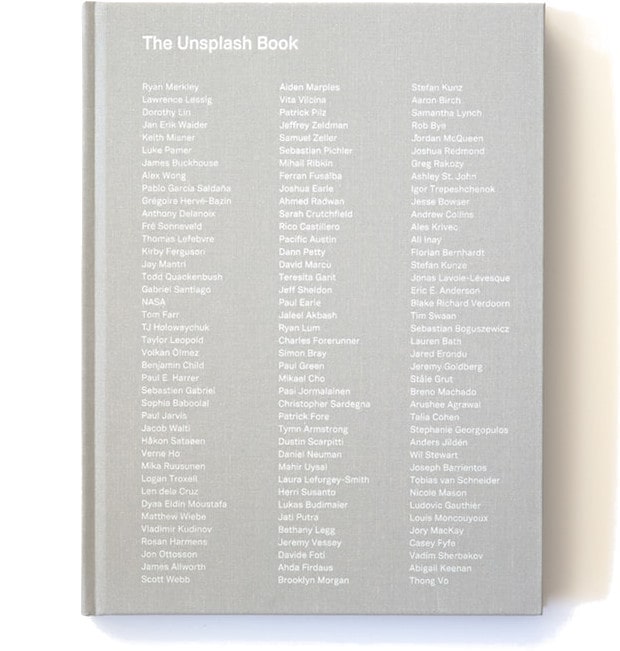 The Unsplash Book
Ryan Merkley
Lawrence Lessig
Dorothy Lin
Jan Erik Waider
Keith Misner
Luke Pamer
James Buckhouse
Alex Wong
Pablo García Saldaña
Grégoire Hervé-Bazin
Anthony Delanoix
Fré Sonneveld
Thomas Lefebvre
Kirby Ferguson
Jay Mantri
Todd Quackenbush
Gabriel Santiago
NASA
Tom Farr
TJ Holowaychuk
Taylor Leopold
Volkan Olmez
Benjamin Child
Paul E. Harrer
Sebastien Gabriel
Sophia Baboolal
Paul Jarvis
Jacob Walti
Håkon Sataøen
Verne Ho
Mika Ruusunen
Logan Troxell
Len dela Cruz
Dyaa Eldin Moustafa
Matthew Wiebe
Vladimir Kudinov
Rosan Harmens
Jon Ottosson
James Allworth
Scott Webb
Aiden Marples
Vita Vilcina
Patrick Pilz
Jeffrey Zeldman
Samuel Zeller
Sebastian Pichler
Mihail Ribkin
Ferran Fusalba
Joshua Earle
Ahmed Radwan
Sarah Crutchfield
Rico Castillero
Pacific Austin
Dann Petty
David Marcu
Teresita Garit
Jeff Sheldon
Paul Earle
Jaleel Akbash
Ryan Lum
Charles Forerunner
Simon Bray
Paul Green
Mikael Cho
Pasi Jormalainen
Christopher Sardegna
Patrick Fore
Tymn Armstrong
Dustin Scarpitti
Daniel Neuman
Mahir Uysal
Laura Lefurgey-Smith
Herri Susanto
Lukas Budimaier
Jati Putra
Bethany Legg
Jeremy Vessey
Davide Foti
Ahda Firdaus
Brooklyn Morgan
Stefan Kunz
Aaron Birch
Samantha Lynch
Rob Bye
Jordan McQueen
Joshua Redmond
Greg Rakozy
Ashley St. John
Igor Trepeshchenok
Jesse Bowser
Andrew Collins
Ales Krivec
Ali Inay
Florian Bernhardt
Stefan Kunze
Jonas Lavoie-Lévesque
Eric E. Anderson
Blake Richard Verdoorn
Tim Swaan
Sebastian Boguszewicz
Lauren Bath
Jared Erondu
Jeremy Goldberg
Ståle Grut
Breno Machado
Arushee Agrawal
Talia Cohen
Stephanie Georgopulos
Anders Jildén
Wil Stewart
Joseph Barrientos
Tobias van Schneider
Nicole Mason
Ludovic Gauthier
Louis Moncouyoux
Jory MacKay
Casey Fyfe
Vadim Sherbakov
Abigail Keenan
Thong Vo